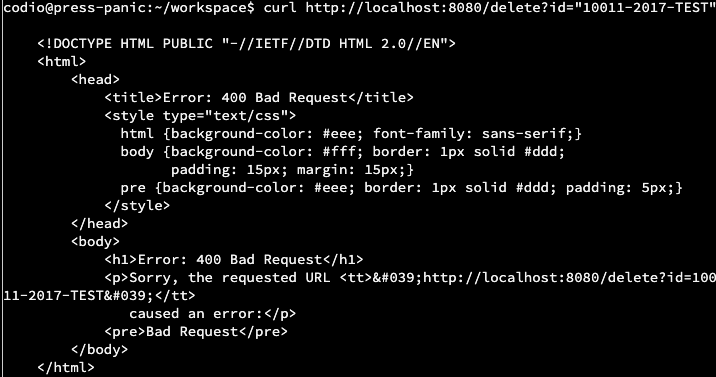 codio@press-panic:~/workspace$ curl http://localhost:8080/delete?id="10011-2017-TEST"
<!DOCTYPE HTML PUBLIC "-//IETF//DTD HTML 2.0//EN">
<html>
<head>
<title>Error: 400 Bad Request</title>
<style type="text/css">
html {background-color: #eee; font-family: sans-serif;}
body {background-color: #fff; border: 1px solid #ddd;
padding: 15px; margin: 15px;}
pre {background-color: #eee; border: 1px solid #ddd; padding: 5px;}
</style>
</head>
<body>
<h1>Error: 400 Bad Request</h1>
<p>Sorry, the requested URL <tt>&#039;http://localhost:8080/delete?id=100
11-2017-TEST&#039;</tt>
caused an error:</p>
<pre>Bad Request</pre>
</body>
</html>